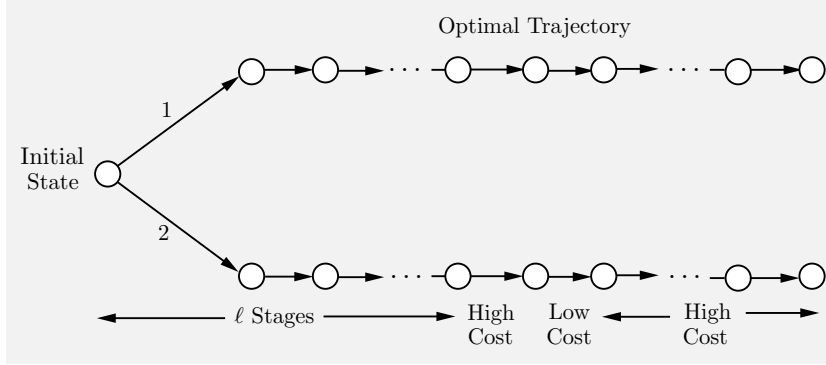 Optimal Trajectory
· · ·
· · ·
1
Initial
State
2
· · ·
· · ·
ℓ Stages
High
Cost
Low
Cost
High
Cost